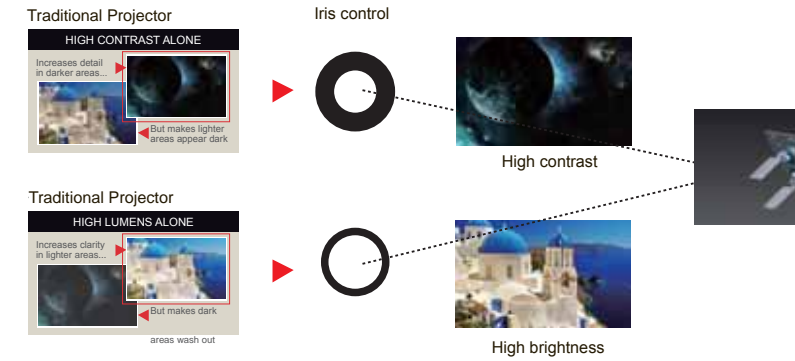 Traditional Projector
Iris control
HIGH CONTRAST ALONE
Increases detail
in darker areas...
But makes lighter
areas appear dark
High contrast
Traditional Projector
HIGH LUMENS ALONE
Increases clarity
in lighter areas...
But makes dark
areas wash out
High brightness